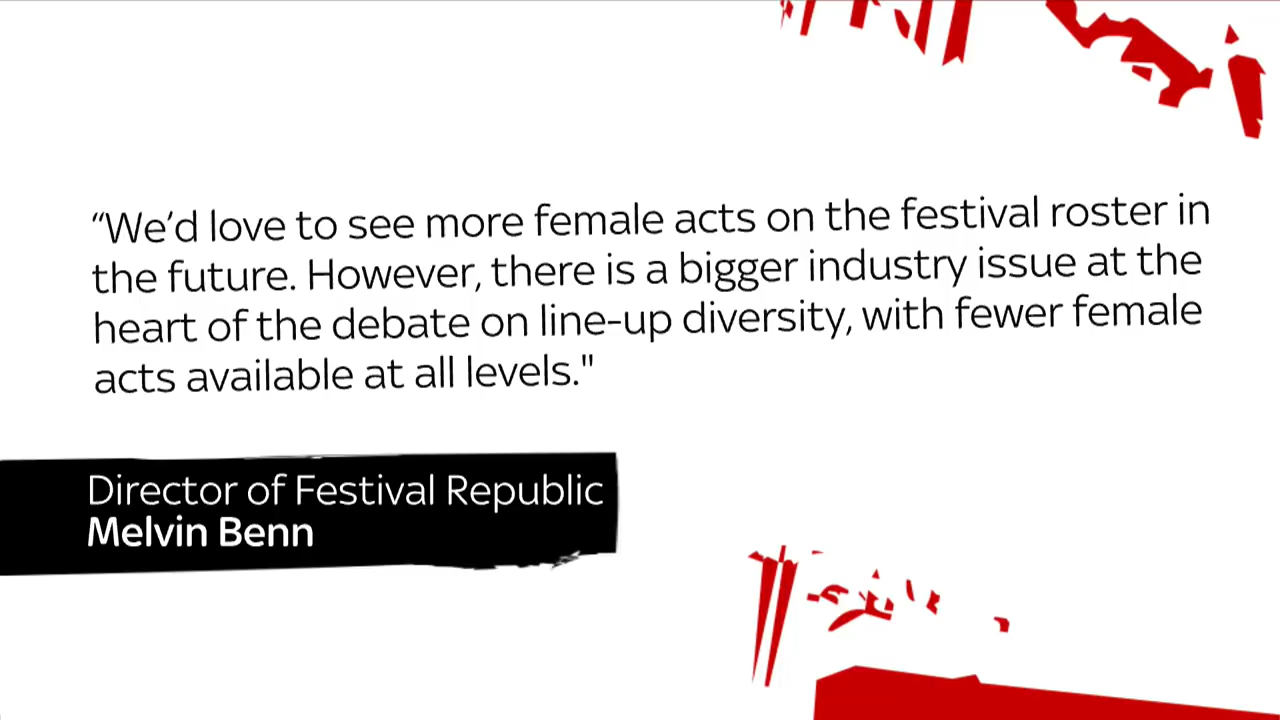 “We’d love to see more female acts on the festival roster in
the future. However, there is a bigger industry issue at the
heart of the debate on line-up diversity, with fewer female
acts available at all levels."
Director of Festival Republic
Melvin Benn